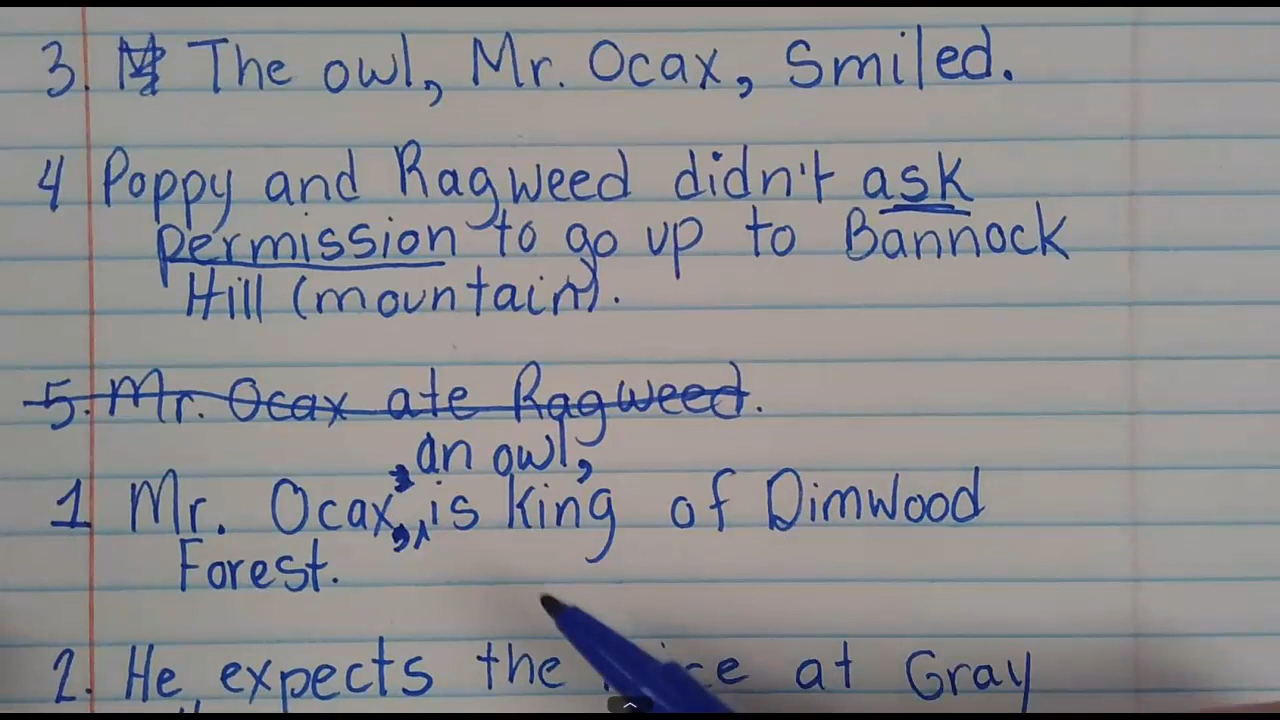 3. The owl, Mr. Ocax, Smiled.
4 Poppy and Ragweed didn't ask
permission to go up to Bannock
Hill (mountain).
5. Mr. Ocax ate Ragweed.
, an owl,
1 Mr. Ocax, is King of Dimwood
Forest.
2. He expects the at Gray